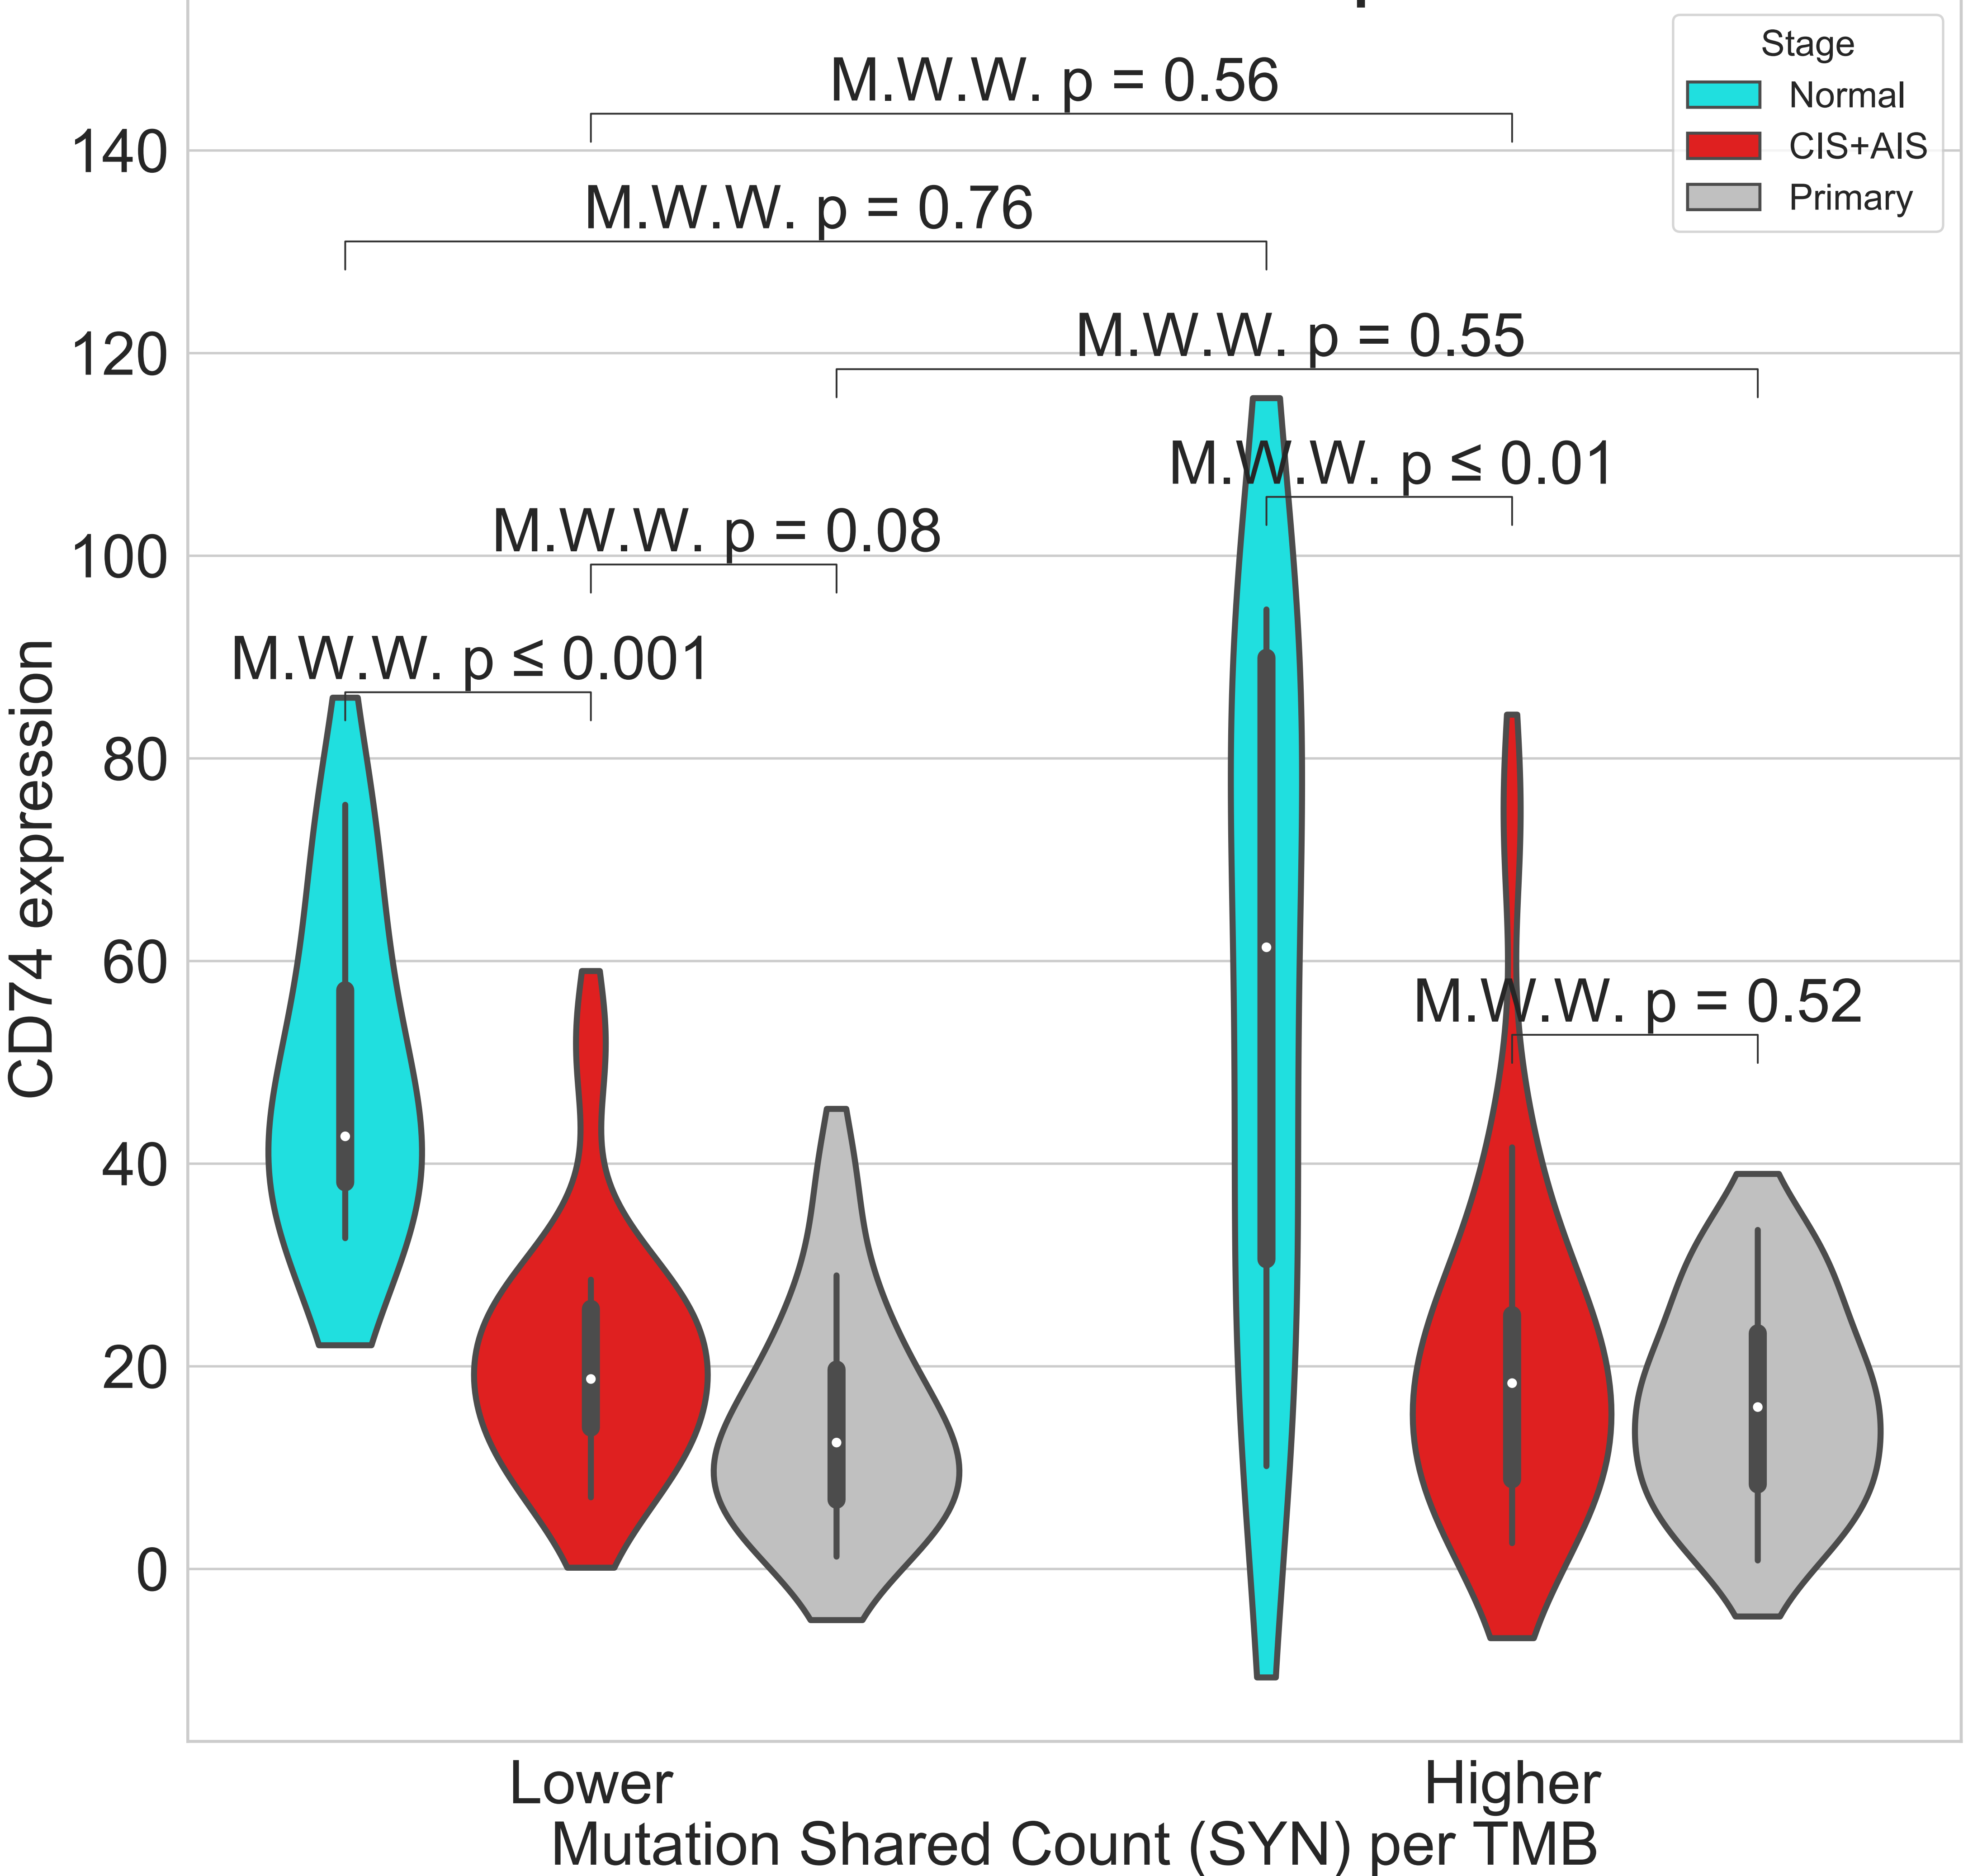 Stage
Normal
CIS+AIS
Primary
M.W.W. p = 0.56
140
M.W.W. p = 0.76
M.W.W. p = 0.55
120
M.W.W. p ≤ 0.01
M.W.W. p = 0.08
100
M.W.W. p ≤ 0.001
80
60
M.W.W. p = 0.52
40
20
0
CD74 expression
Lower
Higher
Mutation Shared Count (SYN) per TMB